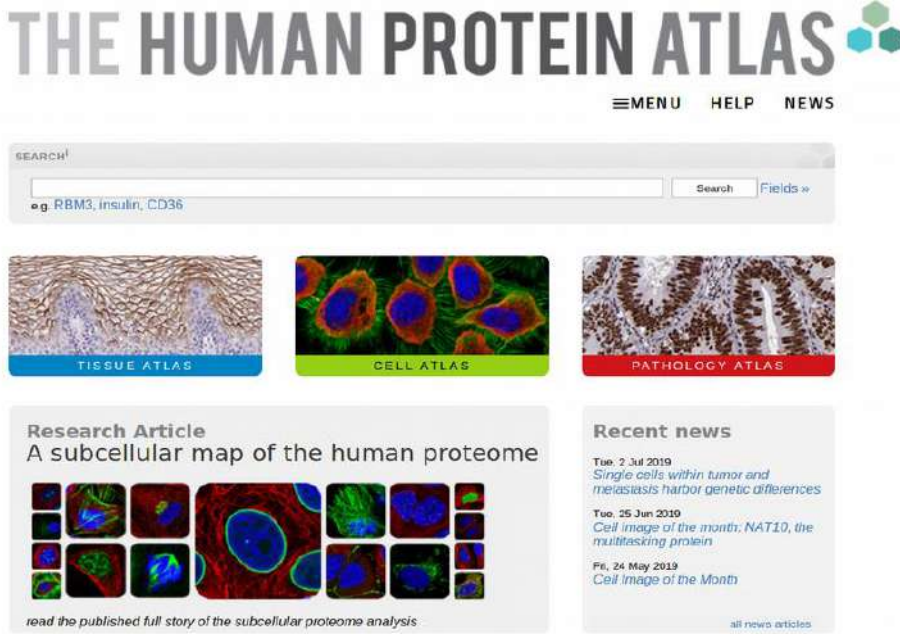 THE HUMAN PROTEIN ATLAS
≡MENU HELP NEWS
SEARCHⁱ
Search Fields »
e.g. RBM3, insulin, CD36
TISSUE ATLAS
CELL ATLAS
PATHOLOGY ATLAS
Research Article
A subcellular map of the human proteome
read the published full story of the subcellular proteome analysis
Recent news
Tue, 2 Jul 2019
Single cells within tumor and
metastasis harbor genetic differences
Tue, 25 Jun 2019
Cell image of the month: NAT10, the
multitasking protein
Fri, 24 May 2019
Cell Image of the Month
all news articles